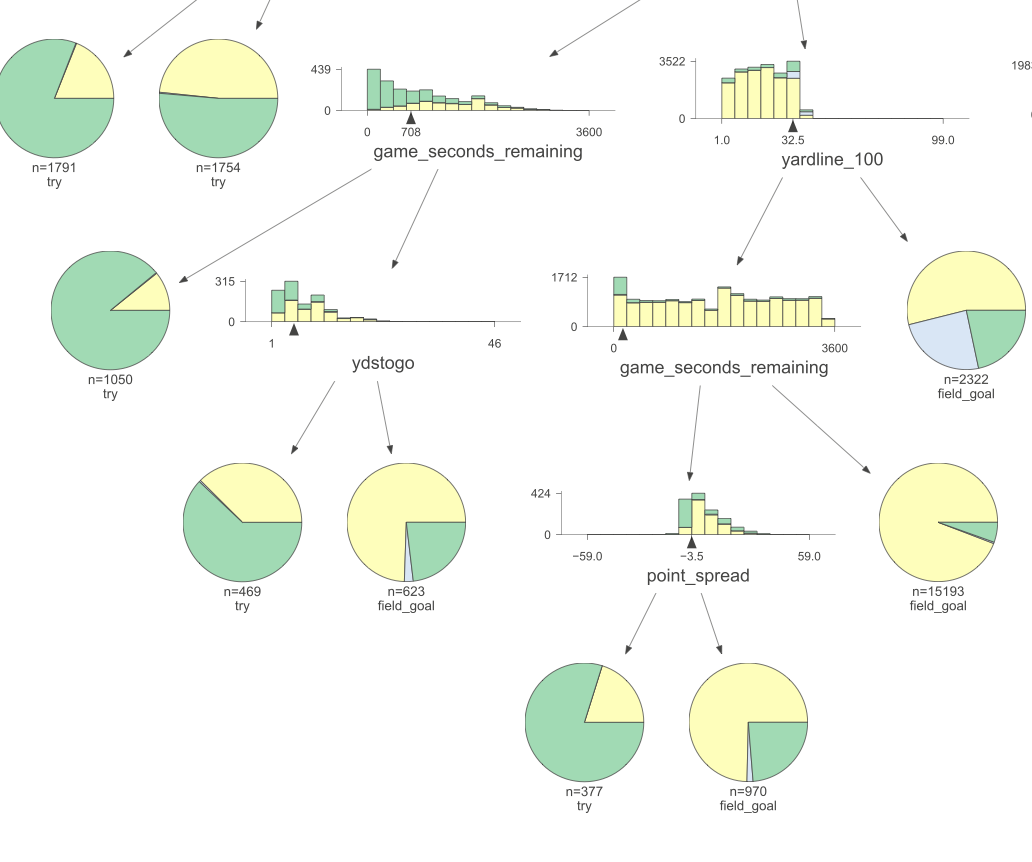 439
0
0
708
3600
game_seconds_remaining
3522
0
1.0
32.5
99.0
yardline_100
n=1791
try
n=1754
try
315
0
1
46
ydstogo
1712
0
0
3600
game_seconds_remaining
n=1050
try
n=2322
field_goal
424
0
−59.0
−3.5
59.0
point_spread
n=469
try
n=623
field_goal
n=15193
field_goal
n=377
try
n=970
field_goal